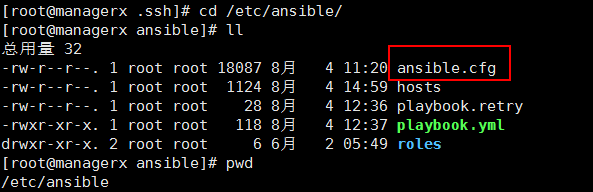 [root@managerx .ssh]# cd /etc/ansible/
[root@managerx ansible]# ll
总用量 32
-rw-r--r--. 1 root root 18087 8月   4 11:20 ansible.cfg
-rw-r--r--. 1 root root  1124 8月   4 14:59 hosts
-rw-r--r--. 1 root root    28 8月   4 12:36 playbook.retry
-rwxr-xr-x. 1 root root   118 8月   4 12:37 playbook.yml
drwxr-xr-x. 2 root root     6 6月   2 05:49 roles
[root@managerx ansible]# pwd
/etc/ansible